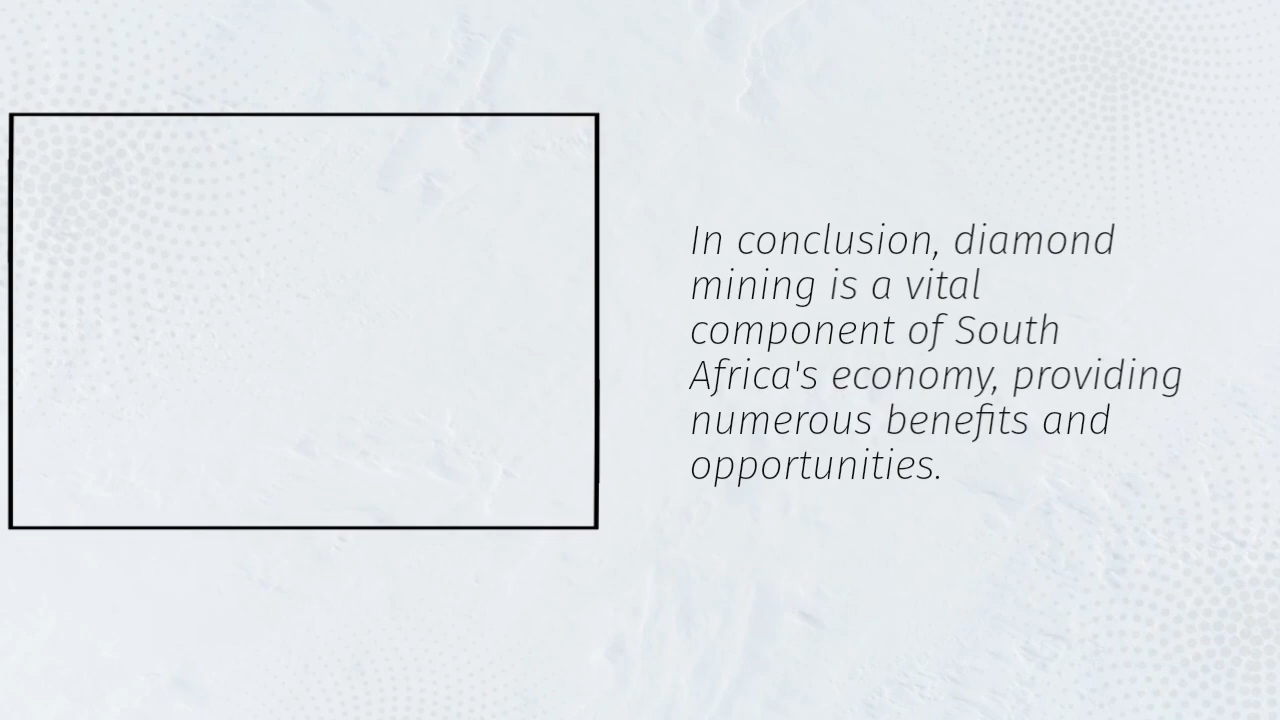 In conclusion, diamond
mining is a vital
component of South
Africa's economy, providing
numerous benefits and
opportunities.